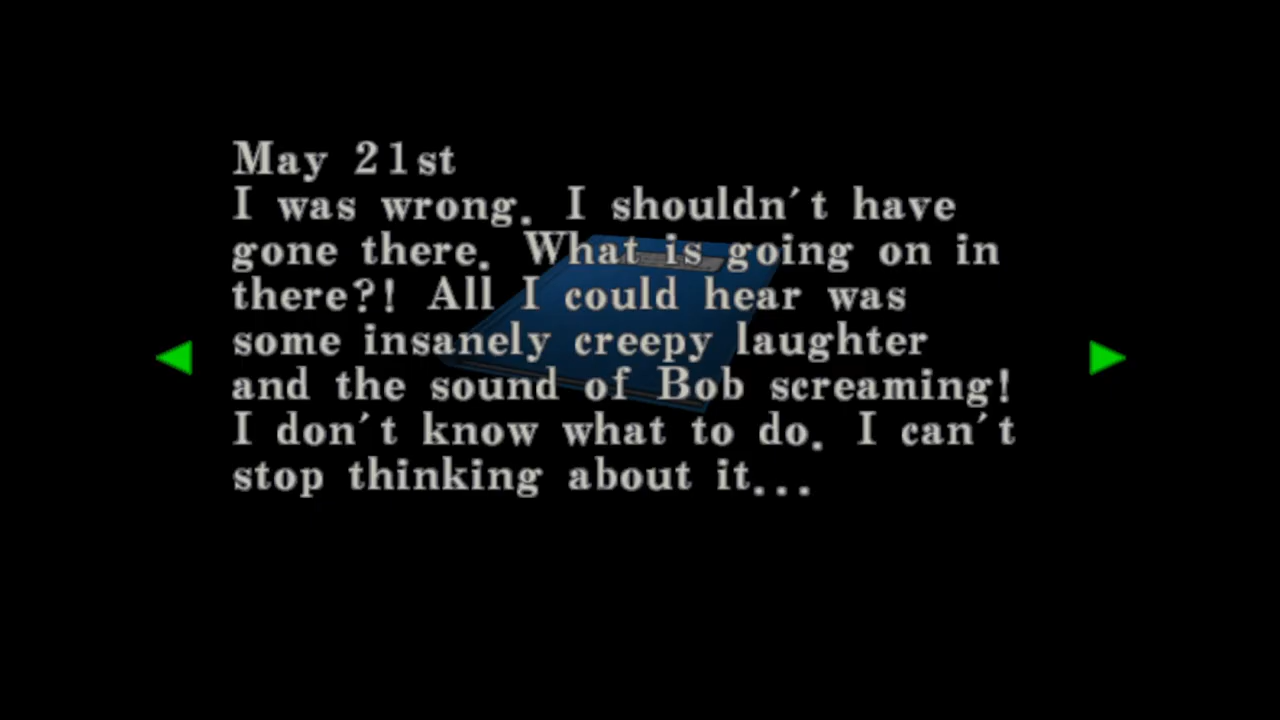 May 21st
I was wrong. I shouldn't have
gone there. What is going on in
there?! All I could hear was
some insanely creepy laughter
and the sound of Bob screaming!
I don't know what to do. I can't
stop thinking about it...